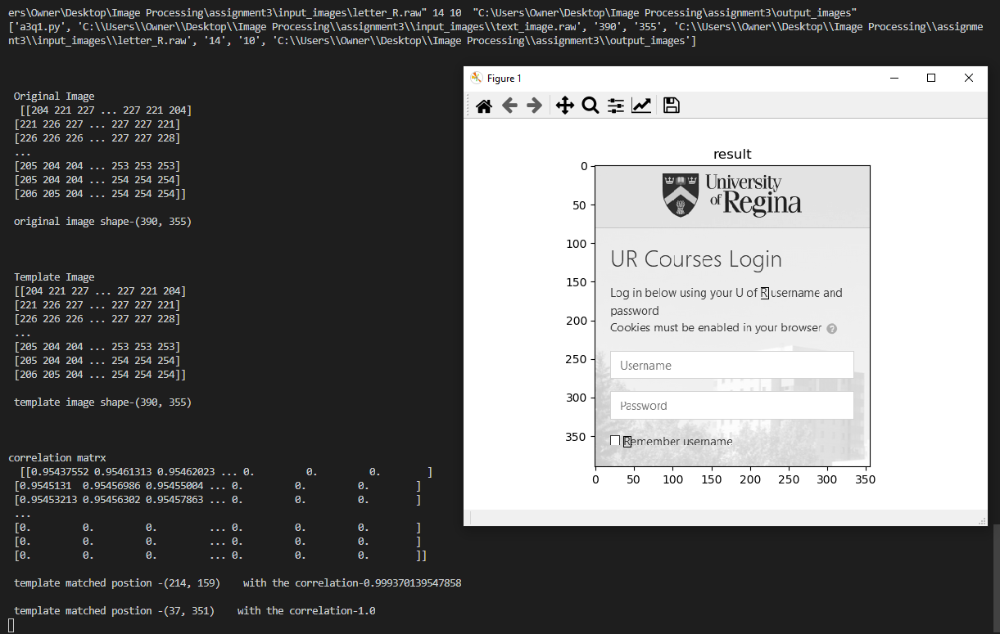 ers\Owner\Desktop\Image Processing\assignment3\input_images\letter_R.raw" 14 10  "C:\Users\Owner\Desktop\Image Processing\assignment3\output_images"
['a3q1.py', 'C:\\Users\\Owner\\Desktop\\Image Processing\\assignment3\\input_images\\text_image.raw', '390', '355', 'C:\\Users\\Owner\\Desktop\\Image Processing\\assignme
nt3\\input_images\\letter_R.raw', '14', '10', 'C:\\Users\\Owner\\Desktop\\Image Processing\\assignment3\\output_images']
Original Image
[[204 221 227 ... 227 221 204]
[221 226 227 ... 227 227 221]
[226 226 226 ... 227 227 228]
...
[205 204 204 ... 253 253 253]
[205 204 204 ... 254 254 254]
[206 205 204 ... 254 254 254]]
original image shape-(390, 355)
Template Image
[[204 221 227 ... 227 221 204]
[221 226 227 ... 227 227 221]
[226 226 226 ... 227 227 228]
...
[205 204 204 ... 253 253 253]
[205 204 204 ... 254 254 254]
[206 205 204 ... 254 254 254]]
template image shape-(390, 355)
correlation matrx
[[0.95437552 0.95461313 0.95462023 ... 0. 0. 0. ]
[0.9545131 0.95456986 0.95455004 ... 0. 0. 0. ]
[0.95453213 0.95456302 0.95457863 ... 0. 0. 0. ]
...
[0. 0. 0. ... 0. 0. 0. ]
[0. 0. 0. ... 0. 0. 0. ]
[0. 0. 0. ... 0. 0. 0. ]]
template matched postion -(214, 159)    with the correlation-0.999370139547858
template matched postion -(37, 351)    with the correlation-1.0
Figure 1
result
University
of Regina
UR Courses Login
Log in below using your U of R username and
password
Cookies must be enabled in your browser ?
Username
Password
Remember username
0
50
100
150
200
250
300
350
0 50 100 150 200 250 300 350